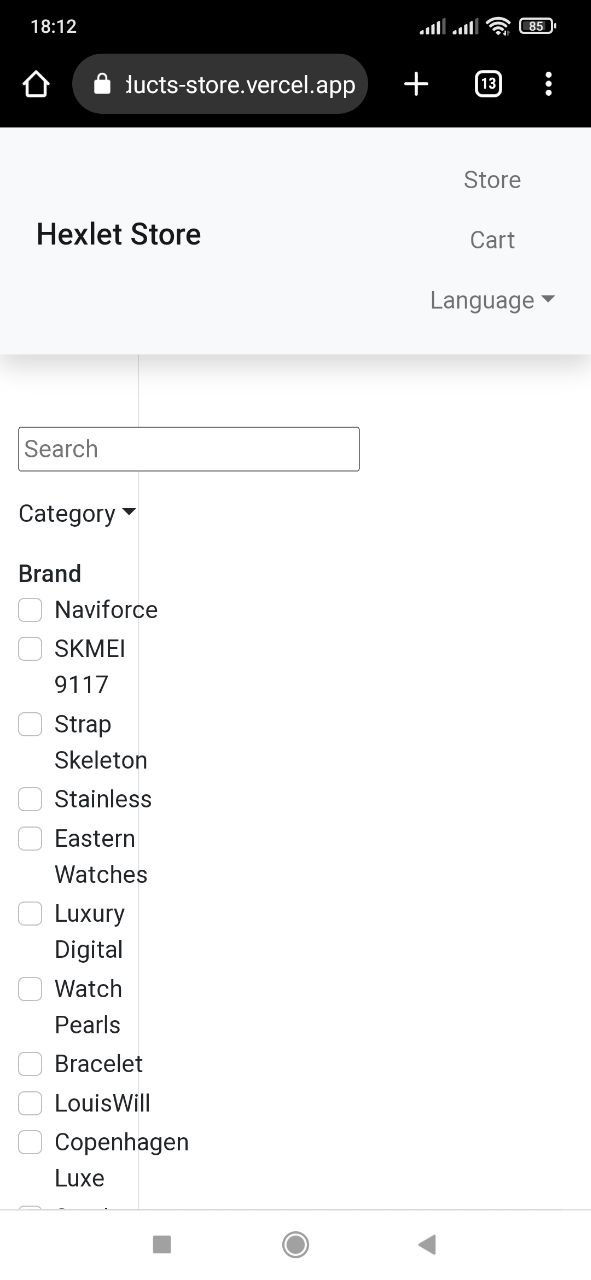 18:12
85
ducts-store.vercel.app
13
Store
Hexlet Store
Cart
Language
Search
Category
Brand
Naviforce
SKMEI
9117
Strap
Skeleton
Stainless
Eastern
Watches
Luxury
Digital
Watch
Pearls
Bracelet
LouisWill
Copenhagen
Luxe